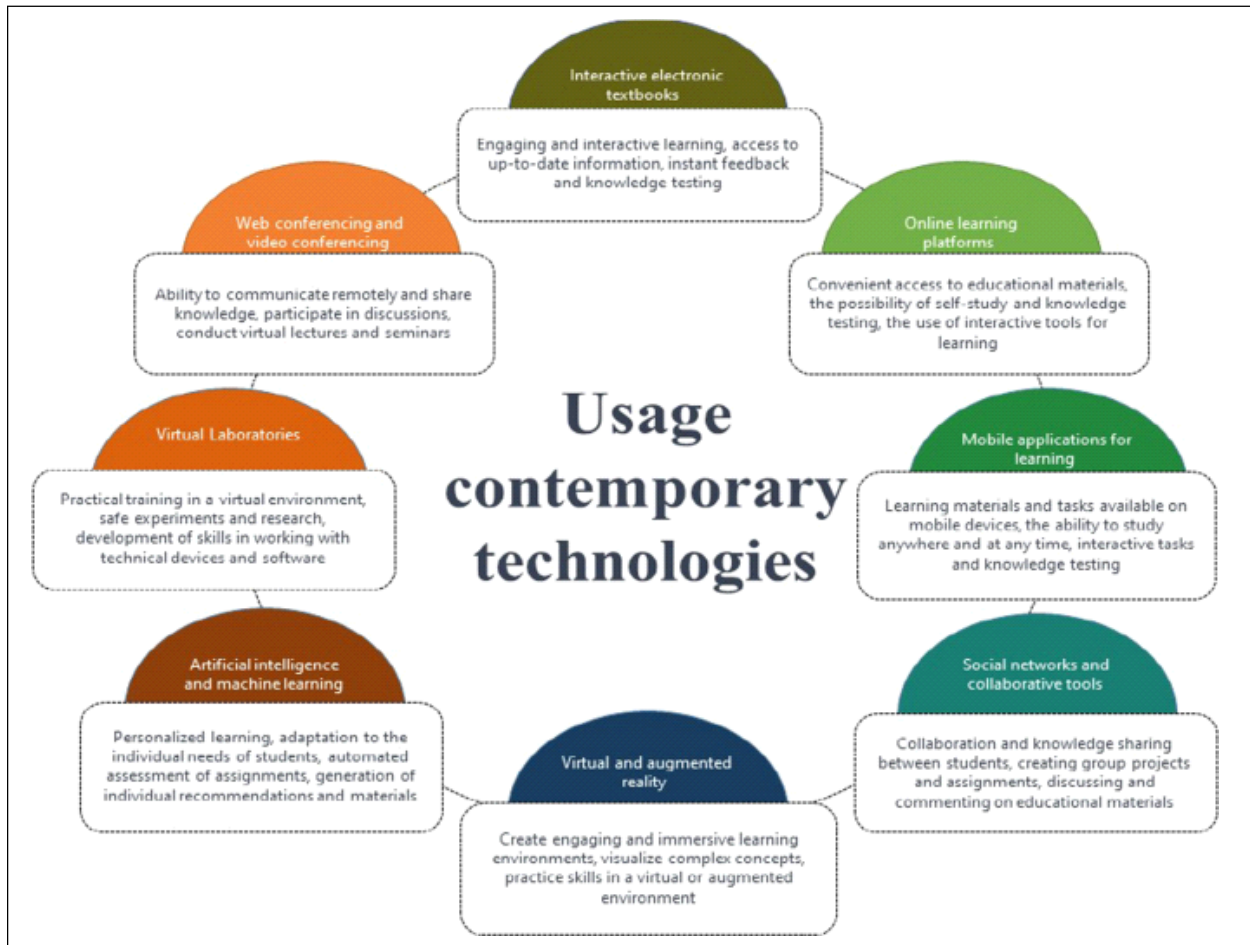 Interactive electronic
textbooks
Engaging and interactive learning, access to
up-to-date information, instant feedback
and knowledge testing
Online learning
platforms
Convenient access to educational materials,
the possibility of self-study and knowledge
testing, the use of interactive tools for
learning
Mobile applications for
learning
Learning materials and tasks available on
mobile devices, the ability to study
anywhere and at any time, interactive tasks
and knowledge testing
Social networks and
collaborative tools
Collaboration and knowledge sharing
between students, creating group projects
and assignments, discussing and
commenting on educational materials
Virtual and augmented
reality
Create engaging and immersive learning
environments, visualize complex concepts,
practice skills in a virtual or augmented
environment
Artificial intelligence
and machine learning
Personalized learning, adaptation to the
individual needs of students, automated
assessment of assignments, generation of
individual recommendations and materials
Virtual Laboratories
Practical training in a virtual environment,
safe experiments and research,
development of skills in working with
technical devices and software
Web conferencing and
video conferencing
Ability to communicate remotely and share
knowledge, participate in discussions,
conduct virtual lectures and seminars
Usage
contemporary
technologies